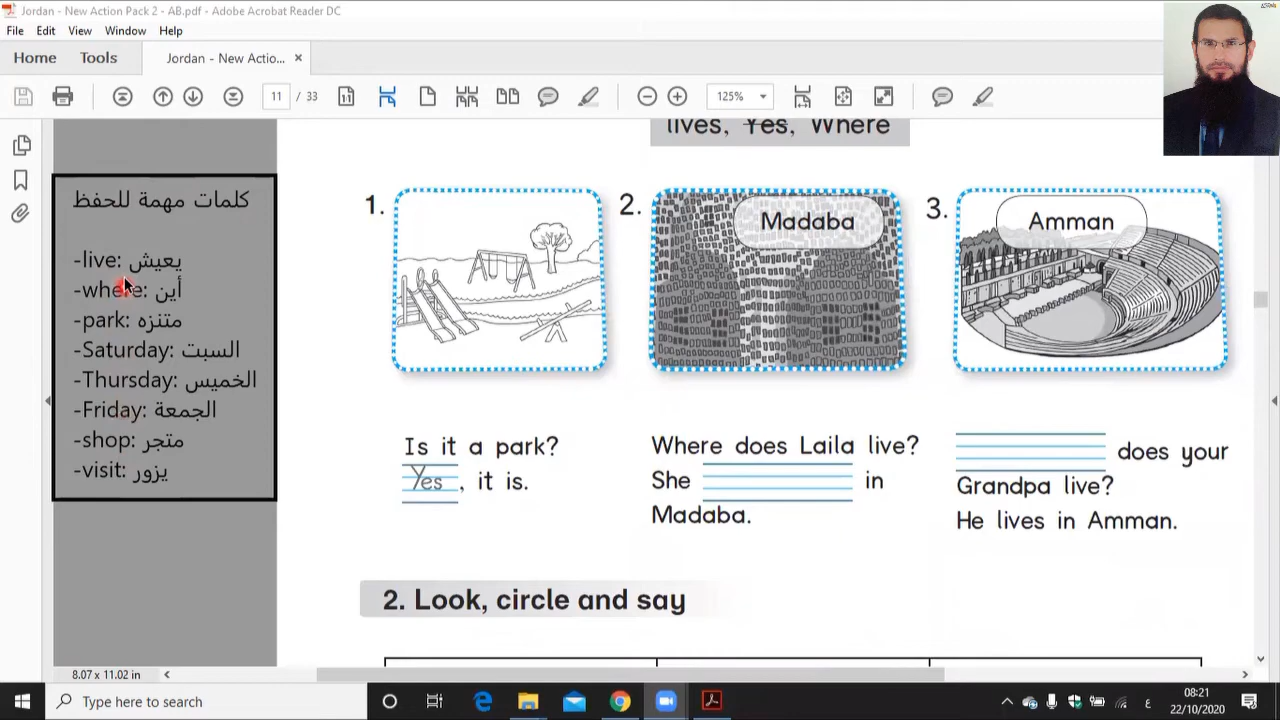 Jordan - New Action Pack 2 - AB.pdf - Adobe Acrobat Reader DC
File Edit View Window Help
Home Tools Jordan - New Actio... ×
11 / 33 125%
lives, Yes, Where
كلمات مهمة للحفظ
-live: يعيش
-where: أين
-park: متنزه
-Saturday: السبت
-Thursday: الخميس
-Friday: الجمعة
-shop: متجر
-visit: يزور
1.
2. Madaba
3. Amman
Is it a park?
Yes, it is.
Where does Laila live?
She in
Madaba.
does your
Grandpa live?
He lives in Amman.
2. Look, circle and say
8.07 x 11.02 in
Type here to search
ع
08:21
22/10/2020